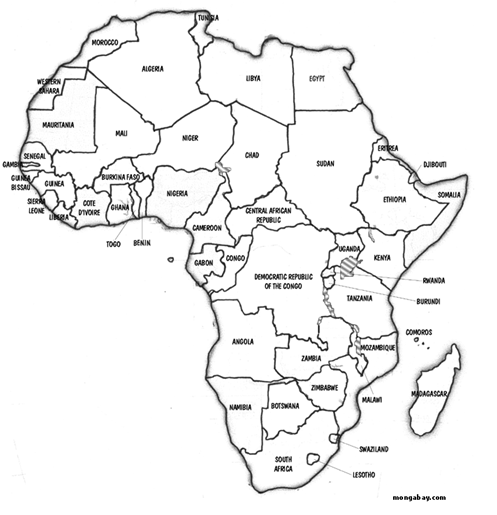 TUNISIA
MOROCCO
ALGERIA
LIBYA
EGYPT
WESTERN
SAHARA
MAURITANIA
MALI
NIGER
CHAD
SUDAN
ERITREA
DJIBOUTI
SENEGAL
GAMBIA
GUINEA
BISSAU
GUINEA
BURKINA FASO
SIERRA
LEONE
LIBERIA
COTE
D'IVOIRE
GHANA
TOGO
BENIN
NIGERIA
CAMEROON
CENTRAL AFRICAN
REPUBLIC
ETHIOPIA
SOMALIA
UGANDA
KENYA
GABON
CONGO
DEMOCRATIC REPUBLIC
OF THE CONGO
RWANDA
BURUNDI
TANZANIA
COMOROS
ANGOLA
ZAMBIA
MOZAMBIQUE
MALAWI
MADAGASCAR
ZIMBABWE
NAMIBIA
BOTSWANA
SWAZILAND
SOUTH
AFRICA
LESOTHO
mongabay.com